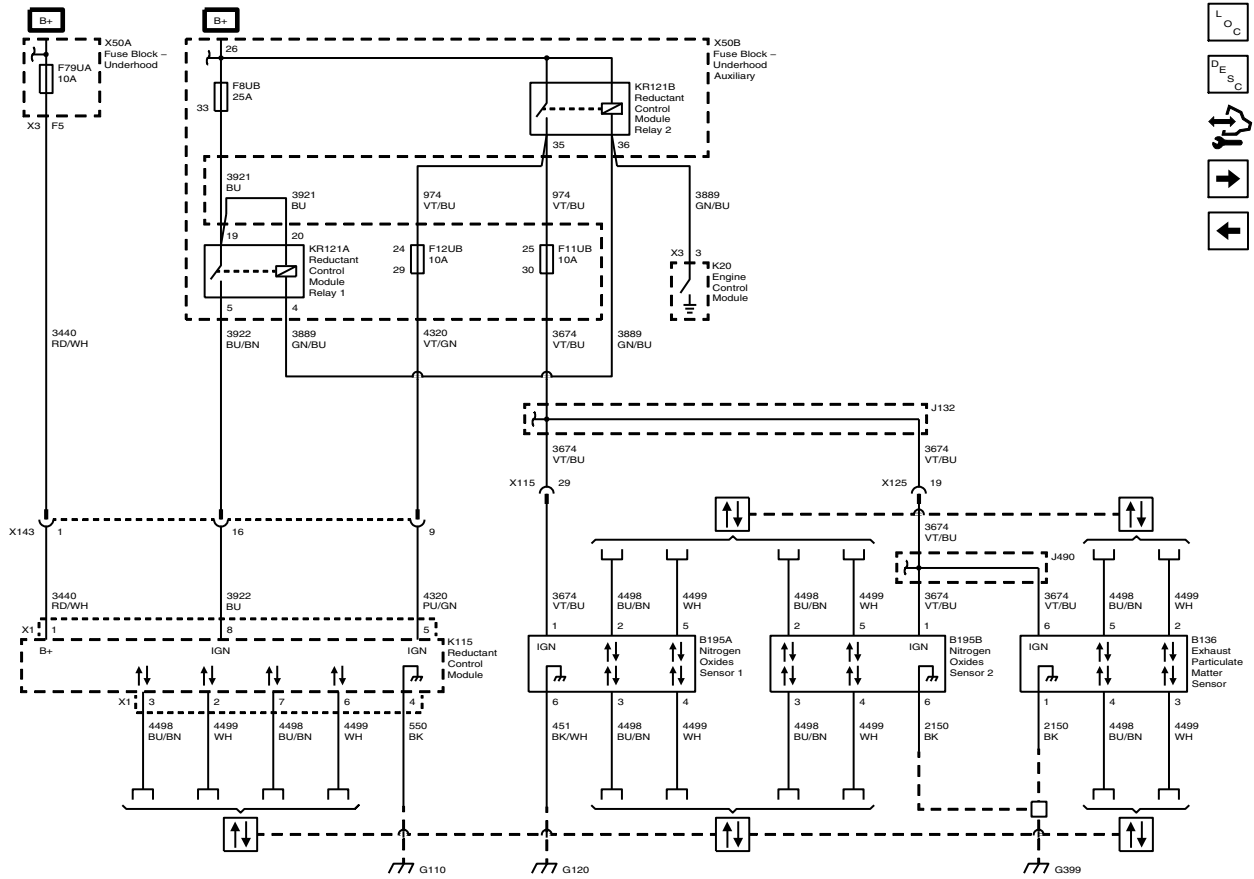 B+
B+
L
O
C
X50A
Fuse Block –
Underhood
26
X50B
Fuse Block –
Underhood
Auxiliary
D
E
S
C
F79UA
10A
F8UB
25A
33
KR121B
Reductant
Control
Module
Relay 2
X3 F5
35
36
3921
BU
3921
BU
974
VT/BU
974
VT/BU
3889
GN/BU
19
20
KR121A
Reductant
Control
Module
Relay 1
24
29
F12UB
10A
25
30
F11UB
10A
X3 3
K20
Engine
Control
Module
5
4
3440
RD/WH
3922
BU/BN
3889
GN/BU
4320
VT/GN
3674
VT/BU
3889
GN/BU
J132
3674
VT/BU
3674
VT/BU
X115 29
X125 19
X143 1
16
9
3674
VT/BU
J490
3440
RD/WH
3922
BU
4320
PU/GN
3674
VT/BU
4498
BU/BN
4499
WH
4498
BU/BN
4499
WH
3674
VT/BU
3674
VT/BU
4498
BU/BN
4499
WH
X1 1
8
5
1
2
5
2
5
1
6
5
2
B+
IGN
IGN
K115
Reductant
Control
Module
IGN
B195A
Nitrogen
Oxides
Sensor 1
IGN
B195B
Nitrogen
Oxides
Sensor 2
IGN
B136
Exhaust
Particulate
Matter
Sensor
X1 3
2
7
6
4
6
3
4
3
4
6
1
4
3
4498
BU/BN
4499
WH
4498
BU/BN
4499
WH
550
BK
451
BK/WH
4498
BU/BN
4499
WH
4498
BU/BN
4499
WH
2150
BK
2150
BK
4498
BU/BN
4499
WH
G110
G120
G399